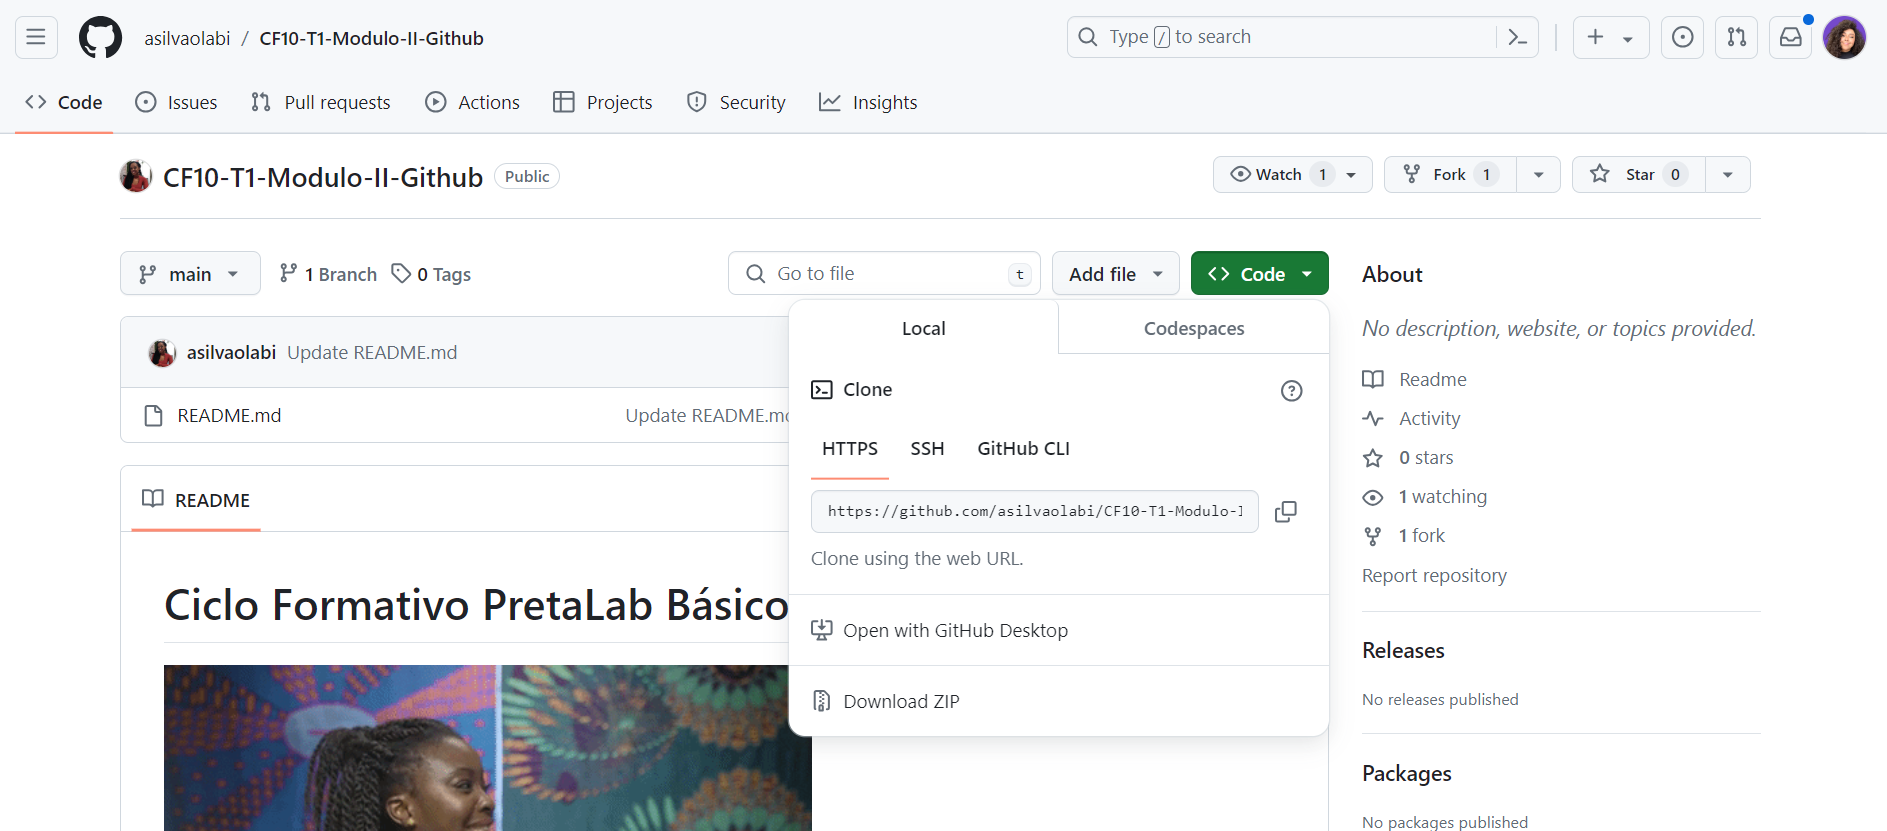 asilvaolabi / CF10-T1-Modulo-II-Github
Type / to search
Code Issues Pull requests Actions Projects Security Insights
CF10-T1-Modulo-II-Github Public
Watch 1 Fork 1 Star 0
main 1 Branch 0 Tags
Go to file t
Add file
Code
asilvaolabi Update README.md
README.md Update README.md
README
Ciclo Formativo PretaLab Básico
Local Codespaces
Clone
HTTPS SSH GitHub CLI
https://github.com/asilvaolabi/CF10-T1-Modulo-I
Clone using the web URL.
Open with GitHub Desktop
Download ZIP
About
No description, website, or topics provided.
Readme
Activity
0 stars
1 watching
1 fork
Report repository
Releases
No releases published
Packages
No packages published